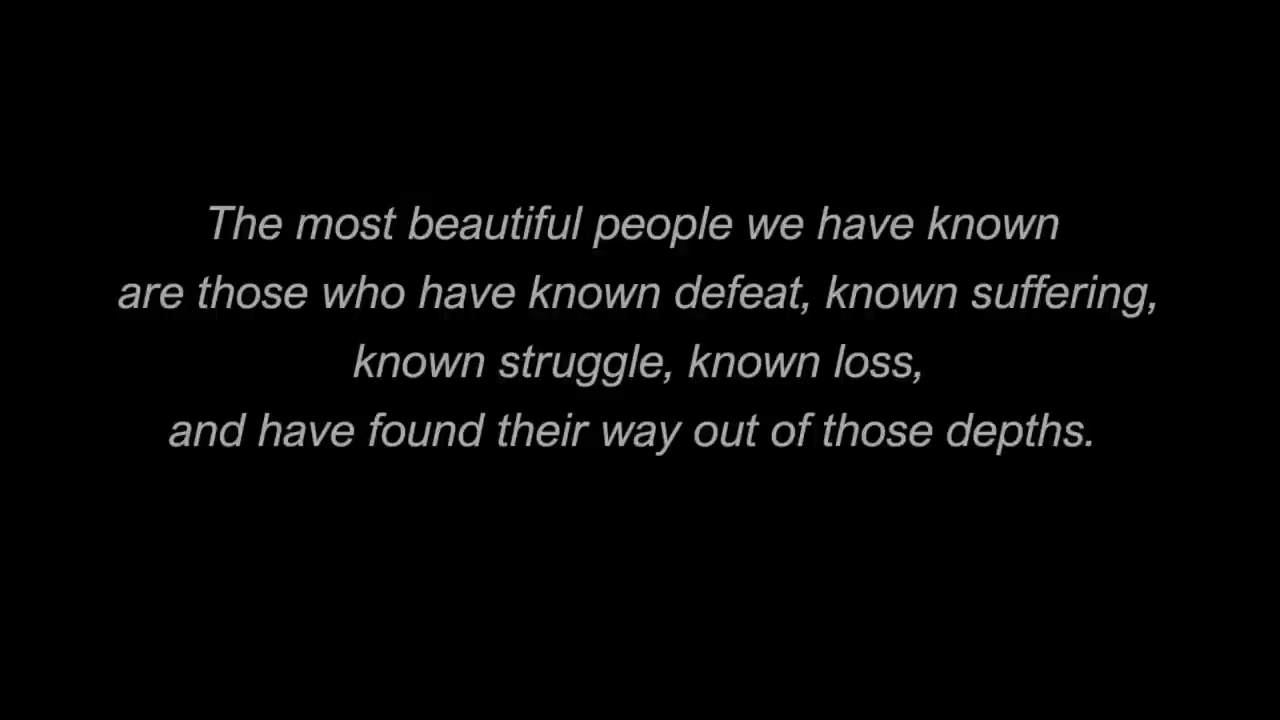 The most beautiful people we have known
are those who have known defeat, known suffering,
known struggle, known loss,
and have found their way out of those depths.